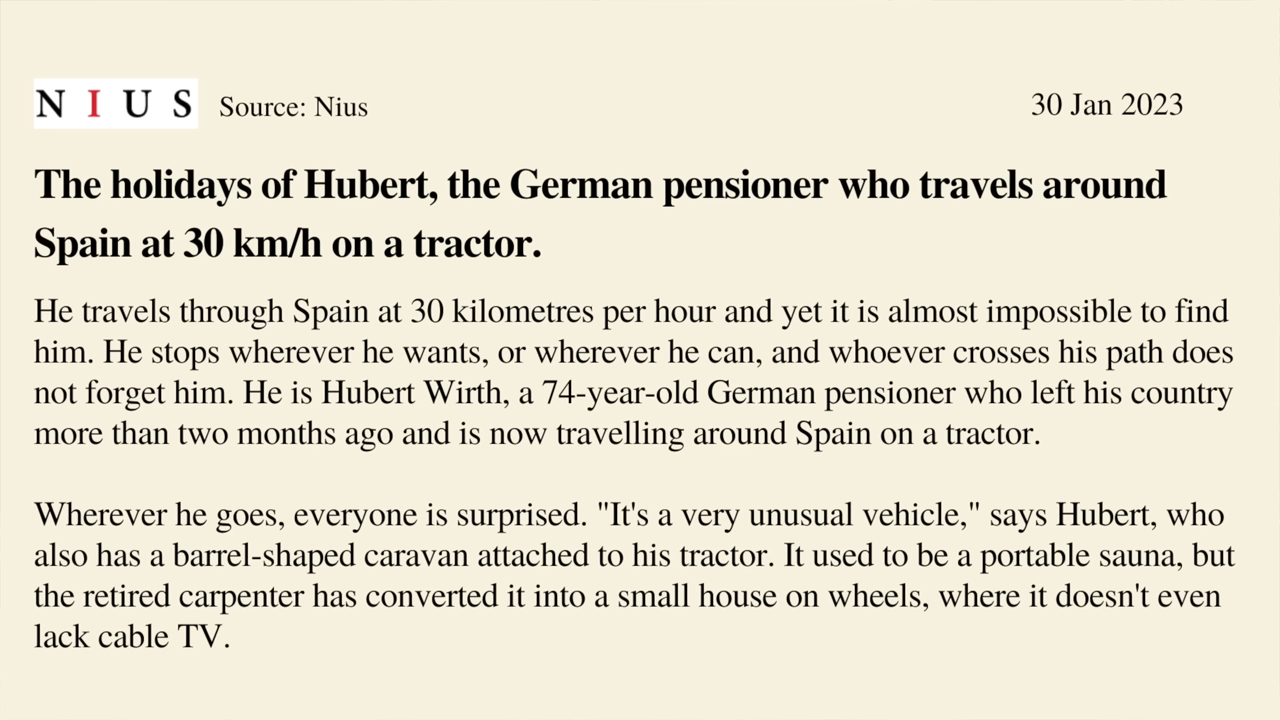 NIUS Source: Nius 30 Jan 2023
The holidays of Hubert, the German pensioner who travels around
Spain at 30 km/h on a tractor.
He travels through Spain at 30 kilometres per hour and yet it is almost impossible to find
him. He stops wherever he wants, or wherever he can, and whoever crosses his path does
not forget him. He is Hubert Wirth, a 74-year-old German pensioner who left his country
more than two months ago and is now travelling around Spain on a tractor.
Wherever he goes, everyone is surprised. "It's a very unusual vehicle," says Hubert, who
also has a barrel-shaped caravan attached to his tractor. It used to be a portable sauna, but
the retired carpenter has converted it into a small house on wheels, where it doesn't even
lack cable TV.